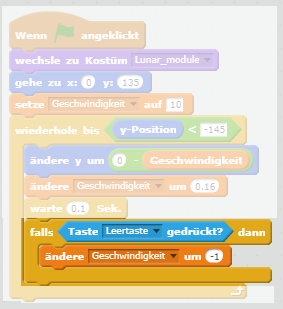 Wenn angeklickt
wechsle zu Kostüm Lunar_module
gehe zu x: 0 y: 135
setze Geschwindigkeit auf 10
wiederhole bis y-Position < -145
ändere y um 0 - Geschwindigkeit
ändere Geschwindigkeit um 0.16
warte 0.1 Sek.
falls Taste Leertaste gedrückt? dann
ändere Geschwindigkeit um -1